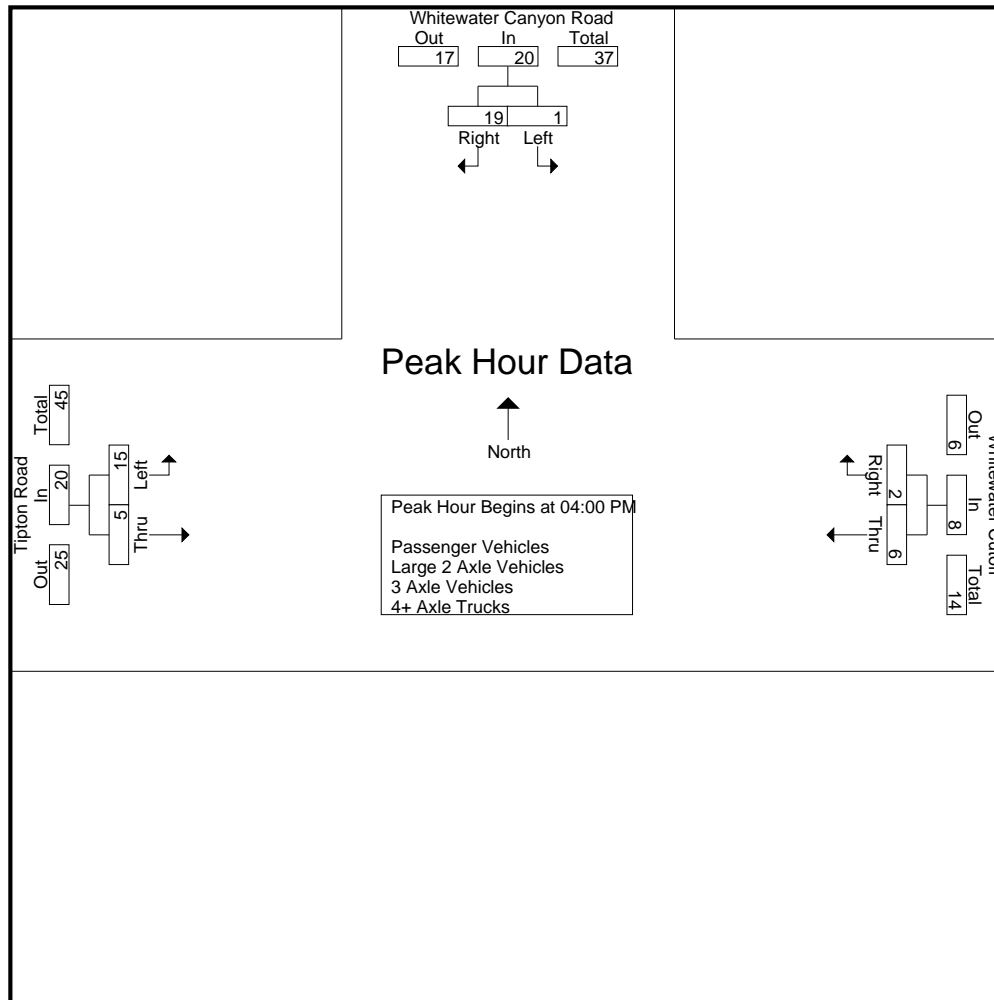 Whitewater Canyon Road
Out In Total
17 20 37
19 1
Right Left
Peak Hour Data
North
Peak Hour Begins at 04:00 PM
Passenger Vehicles
Large 2 Axle Vehicles
3 Axle Vehicles
4+ Axle Trucks
Tipton Road
Out In Total
25 20 45
Left
15
Thru
5
Out In Total
6 8 14
Right
2
Thru
6